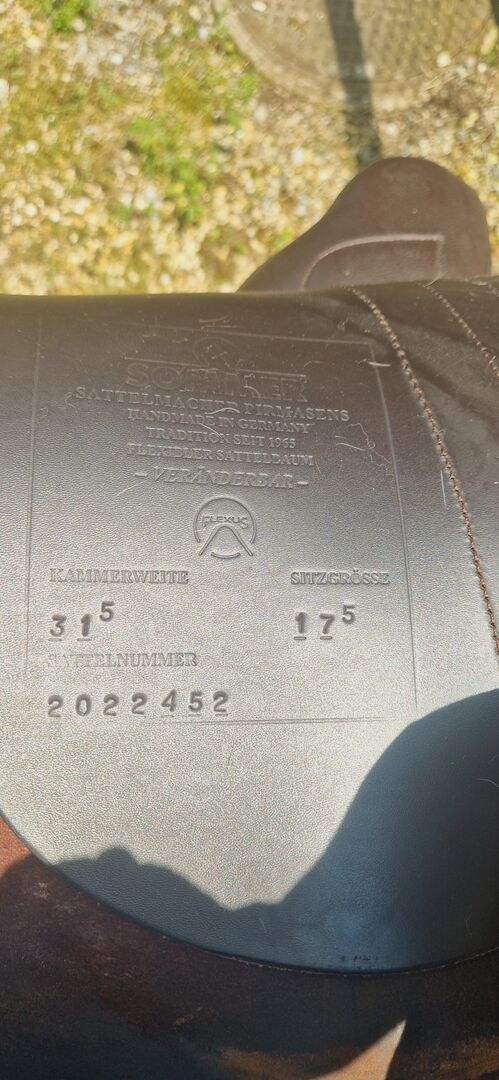 SOMMER
SATTELMACHER PIRMASENS
HANDMADE IN GERMANY
TRADITION SEIT 1965
FLEXIBLER SATTELBAUM
- VERÄNDERBAR -
FLEXUS
KAMMERWEITE SITZGRÖSSE
31⁵ 17⁵
SATTELNUMMER
2022452